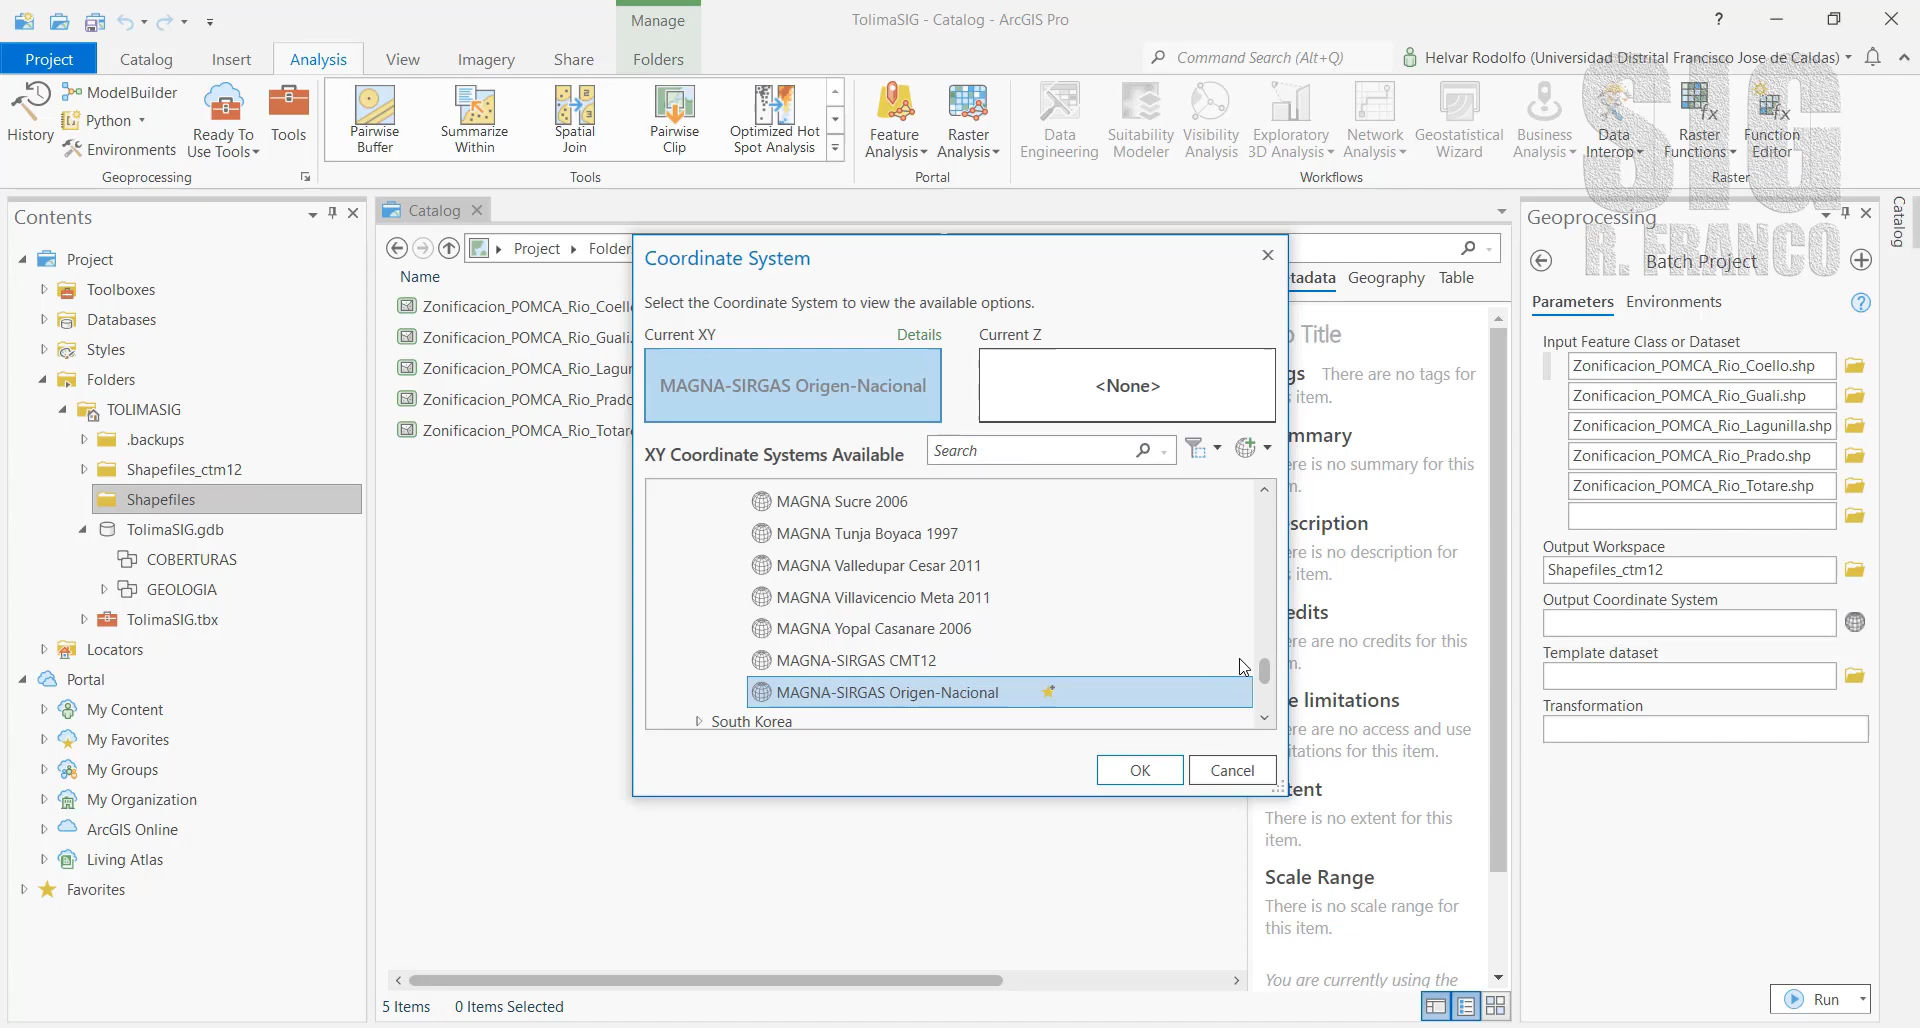 Manage
TolimaSIG - Catalog - ArcGIS Pro
?
Project
Catalog
Insert
Analysis
View
Imagery
Share
Folders
Command Search (Alt+Q)
Helvar Rodolfo (Universidad Distrital Francisco Jose de Caldas)
History
ModelBuilder
Python
Environments
Ready To
Use Tools
Tools
Geoprocessing
Pairwise
Buffer
Summarize
Within
Spatial
Join
Pairwise
Clip
Optimized Hot
Spot Analysis
Tools
Feature
Analysis
Raster
Analysis
Portal
Data
Engineering
Suitability
Modeler
Visibility
Analysis
Exploratory
3D Analysis
Network
Analysis
Geostatistical
Wizard
Business
Analysis
Data
Interop
Workflows
Raster
Functions
Function
Editor
Raster
SIG
R. FRANCO
Contents
Project
Toolboxes
Databases
Styles
Folders
TOLIMASIG
.backups
Shapefiles_ctm12
Shapefiles
TolimaSIG.gdb
COBERTURAS
GEOLOGIA
TolimaSIG.tbx
Locators
Portal
My Content
My Favorites
My Groups
My Organization
ArcGIS Online
Living Atlas
Favorites
Catalog
Project
Folder
Name
Zonificacion_POMCA_Rio_Coell
Zonificacion_POMCA_Rio_Guali.
Zonificacion_POMCA_Rio_Lagur
Zonificacion_POMCA_Rio_Prado
Zonificacion_POMCA_Rio_Totare
5 Items
0 Items Selected
Coordinate System
Select the Coordinate System to view the available options.
Current XY
Details
Current Z
MAGNA-SIRGAS Origen-Nacional
<None>
XY Coordinate Systems Available
Search
MAGNA Sucre 2006
MAGNA Tunja Boyaca 1997
MAGNA Valledupar Cesar 2011
MAGNA Villavicencio Meta 2011
MAGNA Yopal Casanare 2006
MAGNA-SIRGAS CMT12
MAGNA-SIRGAS Origen-Nacional
South Korea
OK
Cancel
tadata
Geography
Table
Title
gs There are no tags for
item.
mmary
ere is no summary for this
m.
scription
ere is no description for
item.
edits
ere are no credits for this
m.
e limitations
ere are no access and use
itations for this item.
tent
There is no extent for this
item.
Scale Range
There is no scale range for
this item.
You are currently using the
Geoprocessing
Batch Project
Parameters
Environments
?
Input Feature Class or Dataset
Zonificacion_POMCA_Rio_Coello.shp
Zonificacion_POMCA_Rio_Guali.shp
Zonificacion_POMCA_Rio_Lagunilla.shp
Zonificacion_POMCA_Rio_Prado.shp
Zonificacion_POMCA_Rio_Totare.shp
Output Workspace
Shapefiles_ctm12
Output Coordinate System
Template dataset
Transformation
Run
Catalog